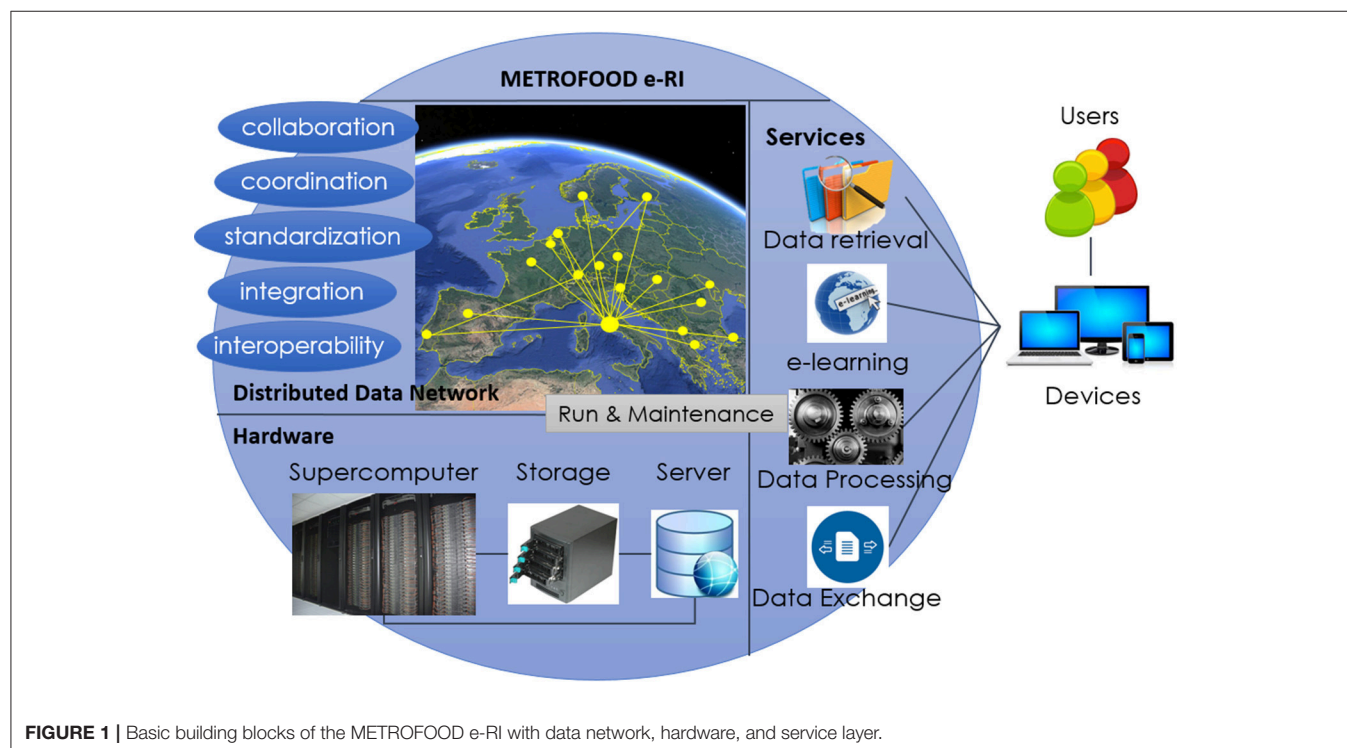 METROFOOD e-RI
collaboration
coordination
standardization
integration
interoperability
Distributed Data Network
Services
Data retrieval
e-learning
e-learning
Data Processing
Data Exchange
Run & Maintenance
Hardware
Supercomputer
Storage
Server
Users
Devices
FIGURE 1 | Basic building blocks of the METROFOOD e-RI with data network, hardware, and service layer.